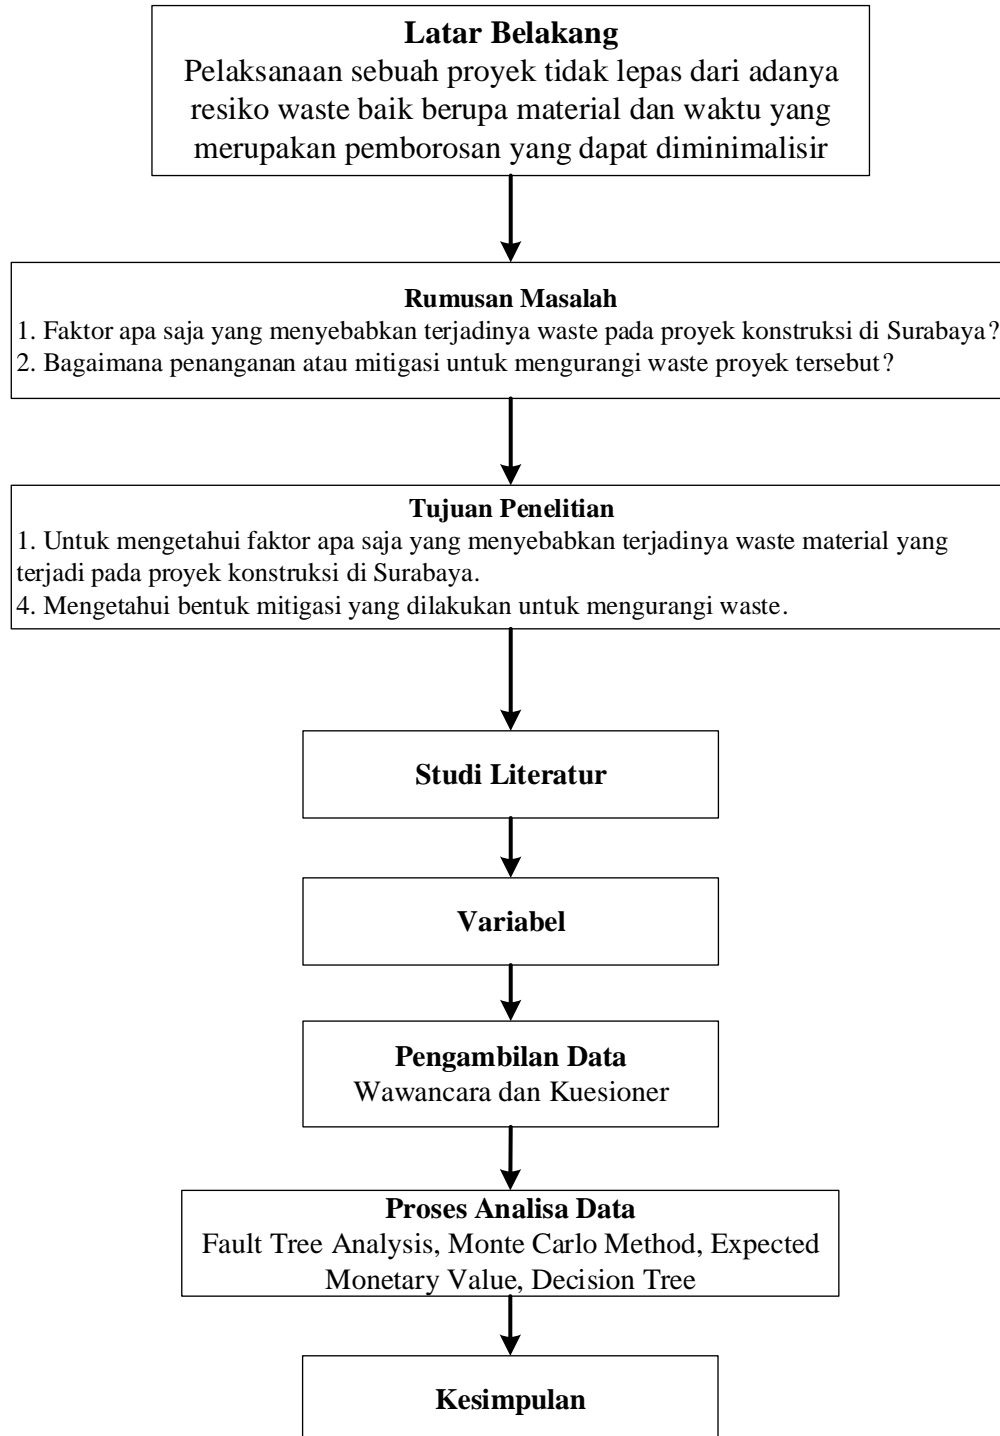 Latar Belakang
Pelaksanaan sebuah proyek tidak lepas dari adanya
resiko waste baik berupa material dan waktu yang
merupakan pemborosan yang dapat diminimalisir
Rumusan Masalah
1. Faktor apa saja yang menyebabkan terjadinya waste pada proyek konstruksi di Surabaya?
2. Bagaimana penanganan atau mitigasi untuk mengurangi waste proyek tersebut?
Tujuan Penelitian
1. Untuk mengetahui faktor apa saja yang menyebabkan terjadinya waste material yang
terjadi pada proyek konstruksi di Surabaya.
4. Mengetahui bentuk mitigasi yang dilakukan untuk mengurangi waste.
Studi Literatur
Variabel
Pengambilan Data
Wawancara dan Kuesioner
Proses Analisa Data
Fault Tree Analysis, Monte Carlo Method, Expected
Monetary Value, Decision Tree
Kesimpulan